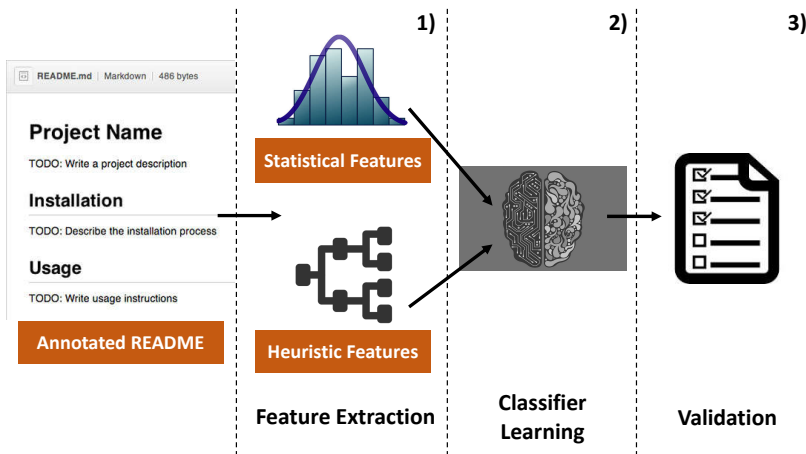 1)
2)
3)
README.md | Markdown | 486 bytes
Project Name
TODO: Write a project description
Installation
TODO: Describe the installation process
Usage
TODO: Write usage instructions
Annotated README
Statistical Features
Heuristic Features
Feature Extraction
Classifier
Learning
Validation